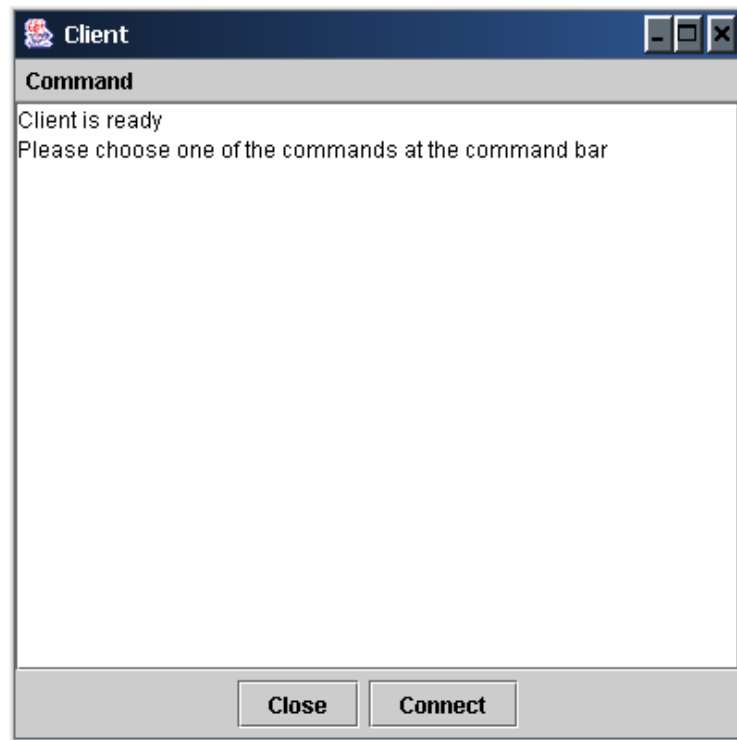 Client
Command
Client is ready
Please choose one of the commands at the command bar
Close Connect